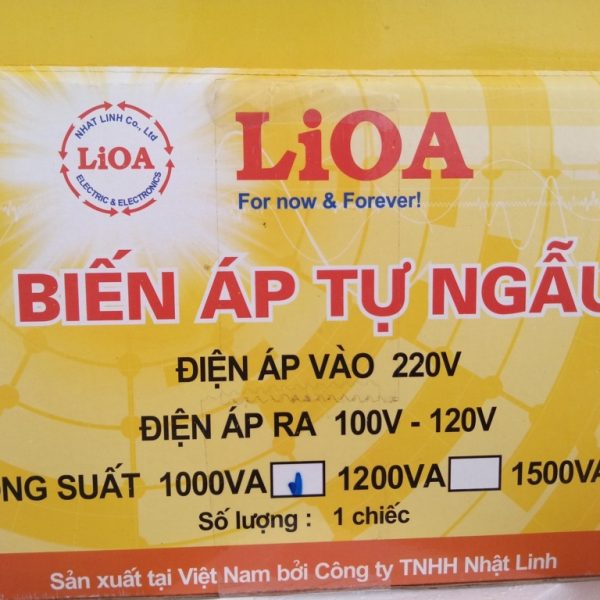 NHAT LINH Co., Ltd
LiOA
ELECTRIC & ELECTRONICS
LiOA
For now & Forever!
BIẾN ÁP TỰ NGẪU
ĐIỆN ÁP VÀO 220V
ĐIỆN ÁP RA 100V - 120V
ÔNG SUẤT 1000VA 1200VA 1500VA
Số lượng : 1 chiếc
Sản xuất tại Việt Nam bởi Công ty TNHH Nhật Linh